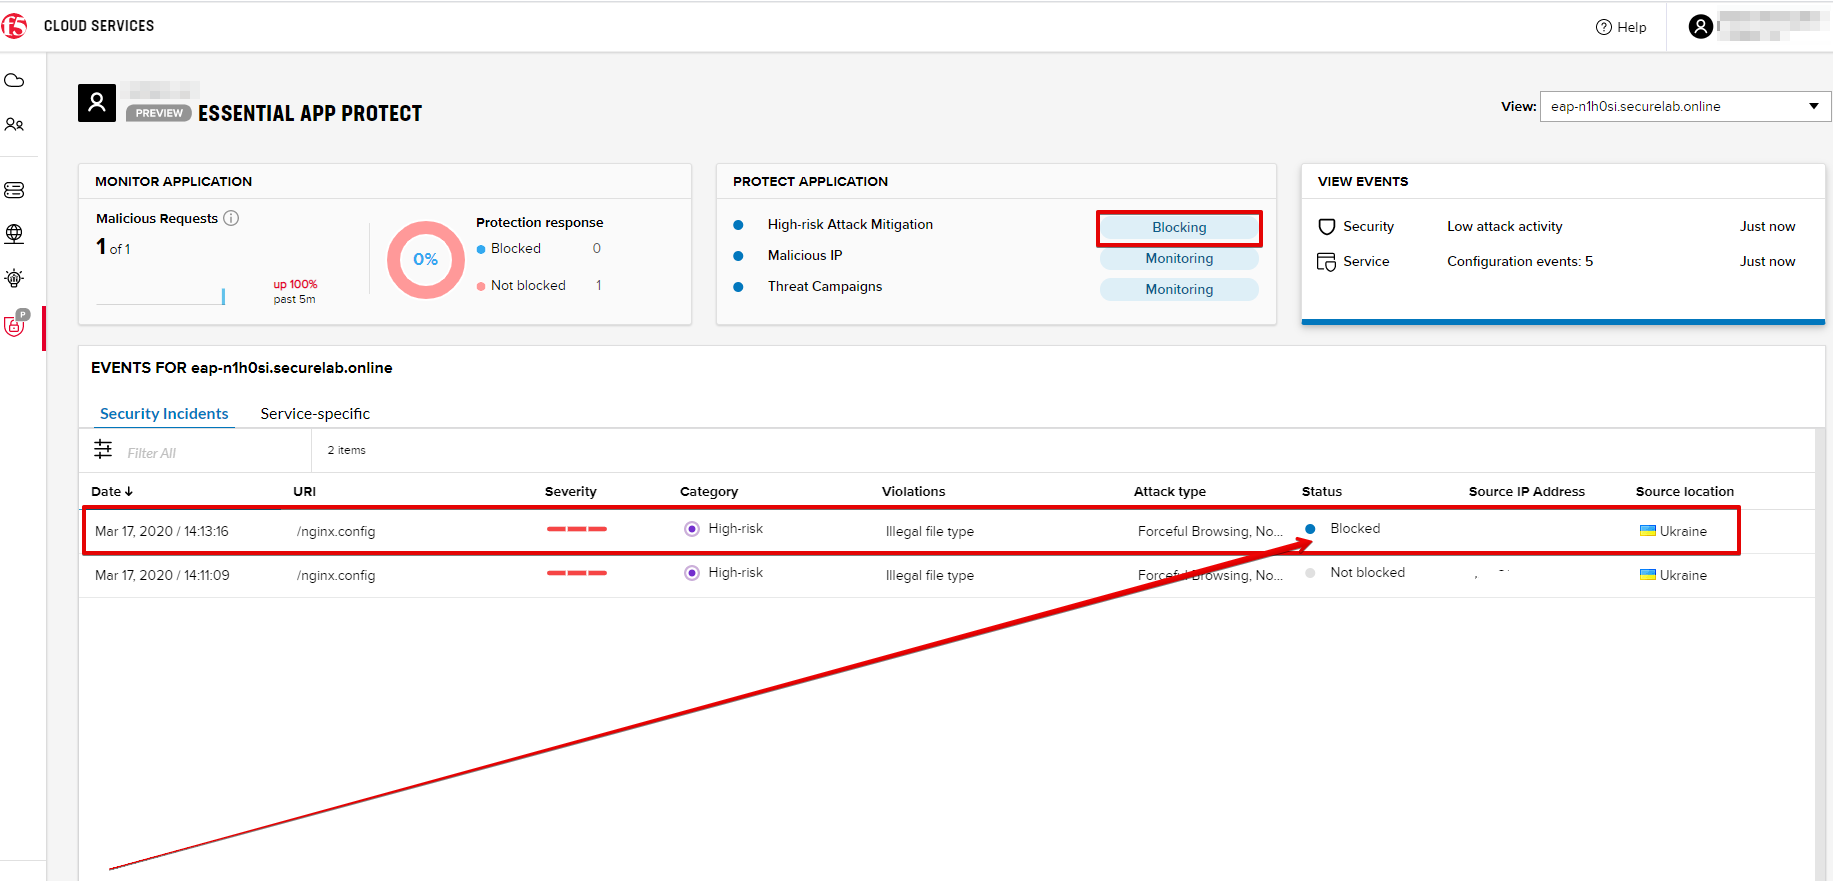 f5 CLOUD SERVICES
Help
PREVIEW ESSENTIAL APP PROTECT
View: eap-n1h0si.securelab.online
P
MONITOR APPLICATION
Malicious Requests
1 of 1
up 100%
past 5m
0%
Protection response
Blocked 0
Not blocked 1
PROTECT APPLICATION
High-risk Attack Mitigation Blocking
Malicious IP Monitoring
Threat Campaigns Monitoring
VIEW EVENTS
Security Low attack activity Just now
Service Configuration events: 5 Just now
EVENTS FOR eap-n1h0si.securelab.online
Security Incidents Service-specific
Filter All 2 items
Date URI Severity Category Violations Attack type Status Source IP Address Source location
Mar 17, 2020 / 14:13:16 /nginx.config High-risk Illegal file type Forceful Browsing, No... Blocked Ukraine
Mar 17, 2020 / 14:11:09 /nginx.config High-risk Illegal file type Forceful Browsing, No... Not blocked Ukraine